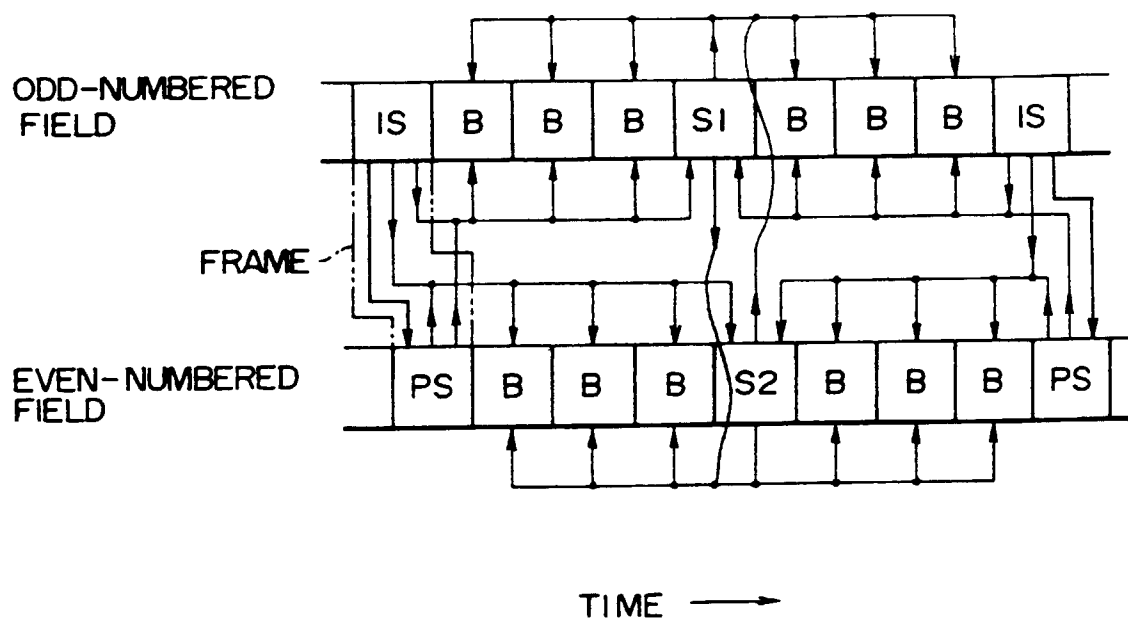 ODD-NUMBERED
FIELD
IS B B B S1 B B B IS
FRAME
EVEN-NUMBERED
FIELD
PS B B B S2 B B B PS
TIME